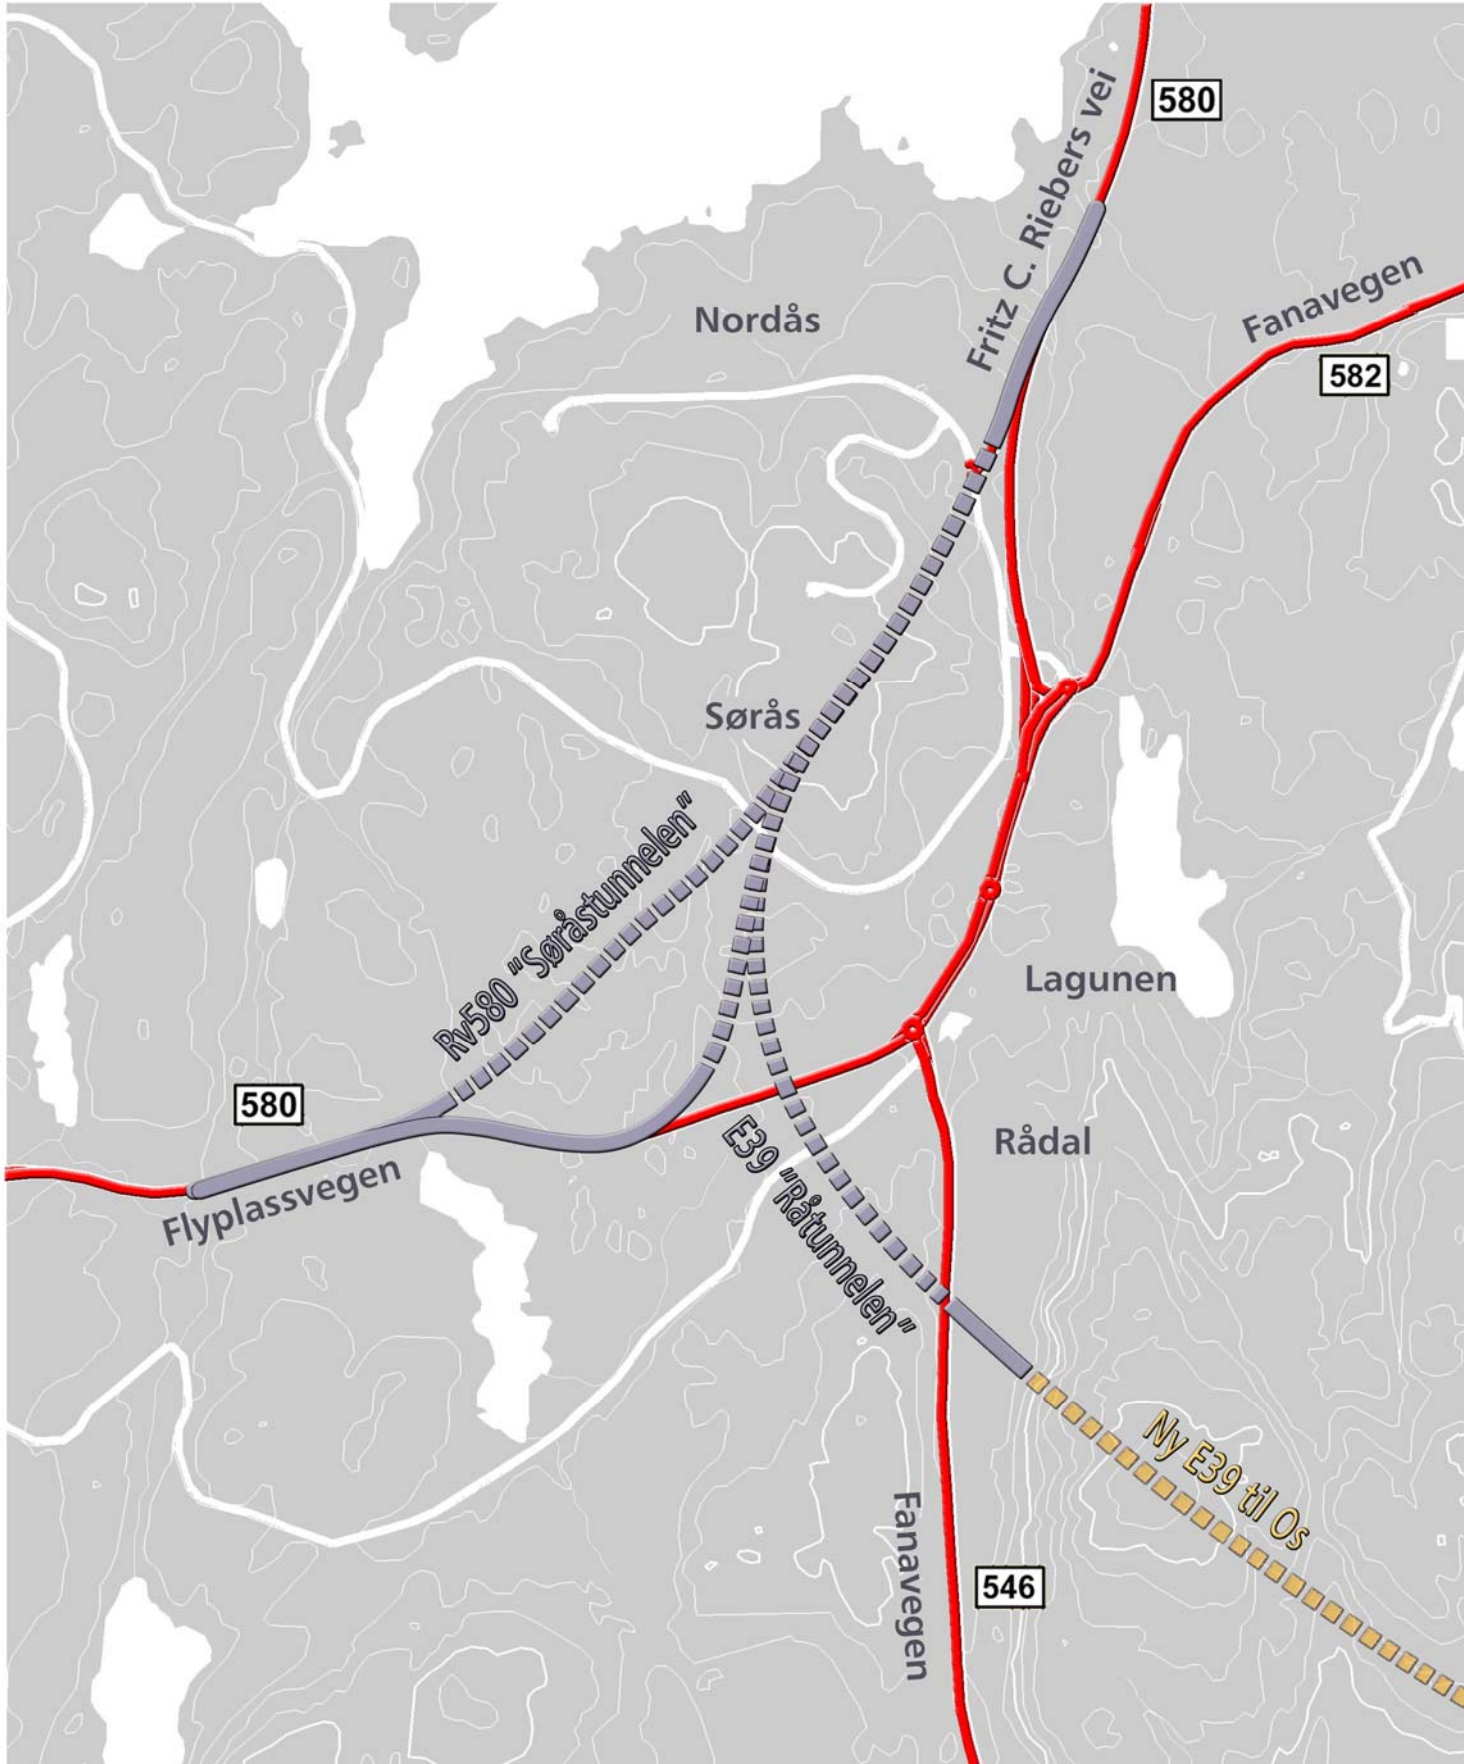 580
Fritz C. Riebers vei
Fanavegen
Nordås
582
Sørås
Rv580 "Søråstunnelen"
Lagunen
580
Rådal
E39 "Råtunnelen"
Flyplassvegen
Ny E39 til Os
Fanavegen
546